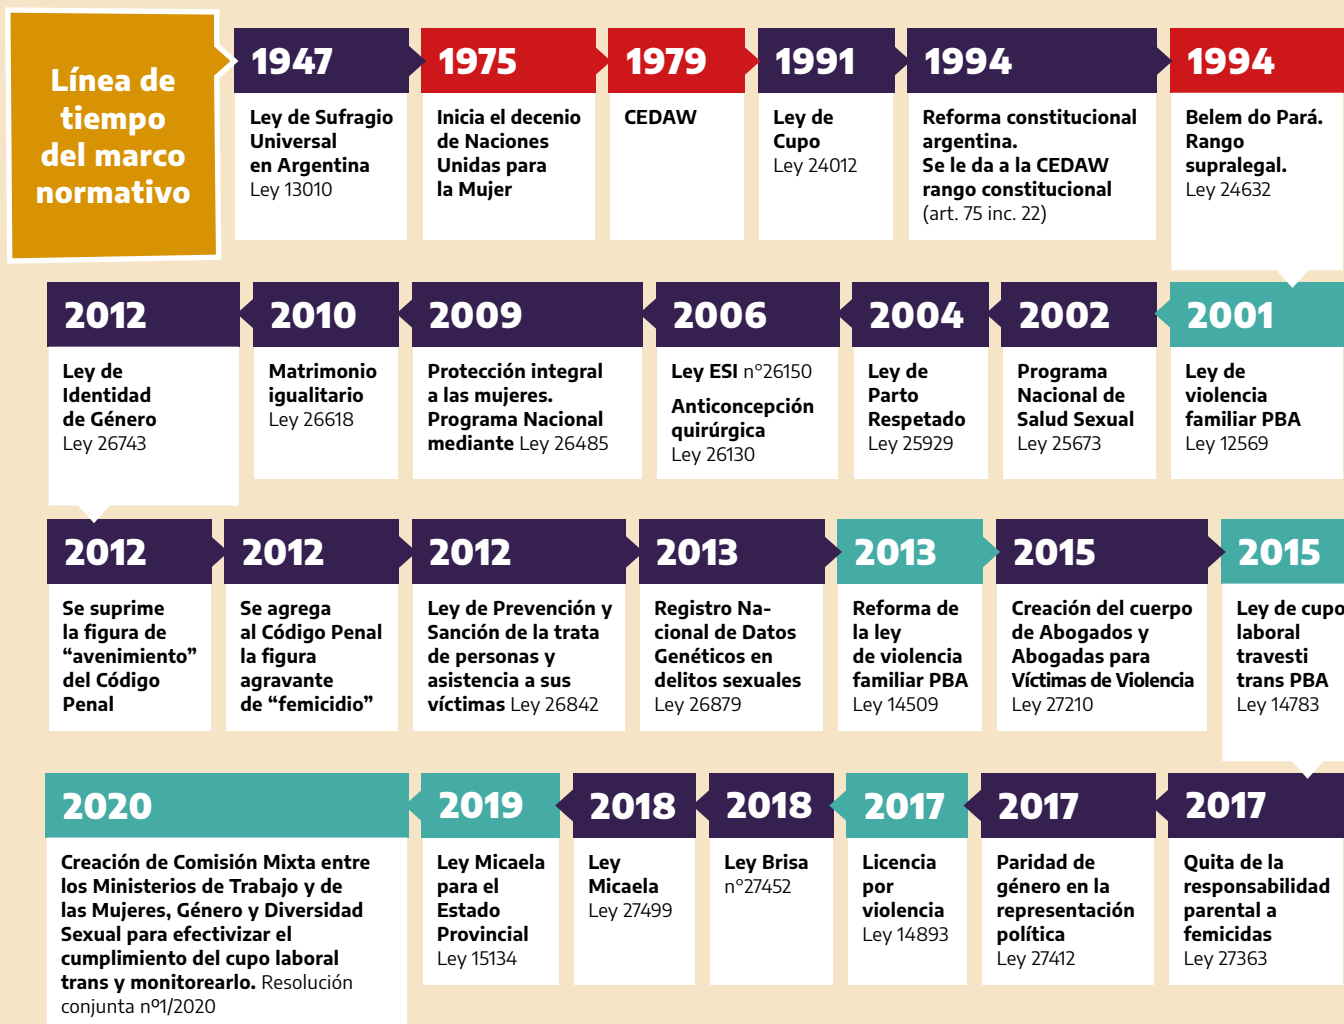 Línea de
tiempo
del marco
normativo
1947
Ley de Sufragio
Universal
en Argentina
Ley 13010
1975
Inicia el decenio
de Naciones
Unidas para
la Mujer
1979
CEDAW
1991
Ley de
Cupo
Ley 24012
1994
Reforma constitucional
argentina.
Se le da a la CEDAW
rango constitucional
(art. 75 inc. 22)
1994
Belem do Pará.
Rango
supralegal.
Ley 24632
2001
Ley de
violencia
familiar PBA
Ley 12569
2002
Programa
Nacional de
Salud Sexual
Ley 25673
2004
Ley de
Parto
Respetado
Ley 25929
2006
Ley ESI n°26150
Anticoncepción
quirúrgica
Ley 26130
2009
Protección integral
a las mujeres.
Programa Nacional
mediante Ley 26485
2010
Matrimonio
igualitario
Ley 26618
2012
Ley de
Identidad
de Género
Ley 26743
2012
Se suprime
la figura de
“avenimiento”
del Código
Penal
2012
Se agrega
al Código Penal
la figura
agravante
de “femicidio”
2012
Ley de Prevención y
Sanción de la trata
de personas y
asistencia a sus
víctimas Ley 26842
2013
Registro Na-
cional de Datos
Genéticos en
delitos sexuales
Ley 26879
2013
Reforma de
la ley
de violencia
familiar PBA
Ley 14509
2015
Creación del cuerpo
de Abogados y
Abogadas para
Víctimas de Violencia
Ley 27210
2015
Ley de cupo
laboral
travesti
trans PBA
Ley 14783
2017
Quita de la
responsabilidad
parental a
femicidas
Ley 27363
2017
Paridad de
género en la
representación
política
Ley 27412
2017
Licencia
por
violencia
Ley 14893
2018
Ley Brisa
n°27452
2018
Ley
Micaela
Ley 27499
2019
Ley Micaela
para el
Estado
Provincial
Ley 15134
2020
Creación de Comisión Mixta entre
los Ministerios de Trabajo y de
las Mujeres, Género y Diversidad
Sexual para efectivizar el
cumplimiento del cupo laboral
trans y monitorearlo. Resolución
conjunta nº1/2020